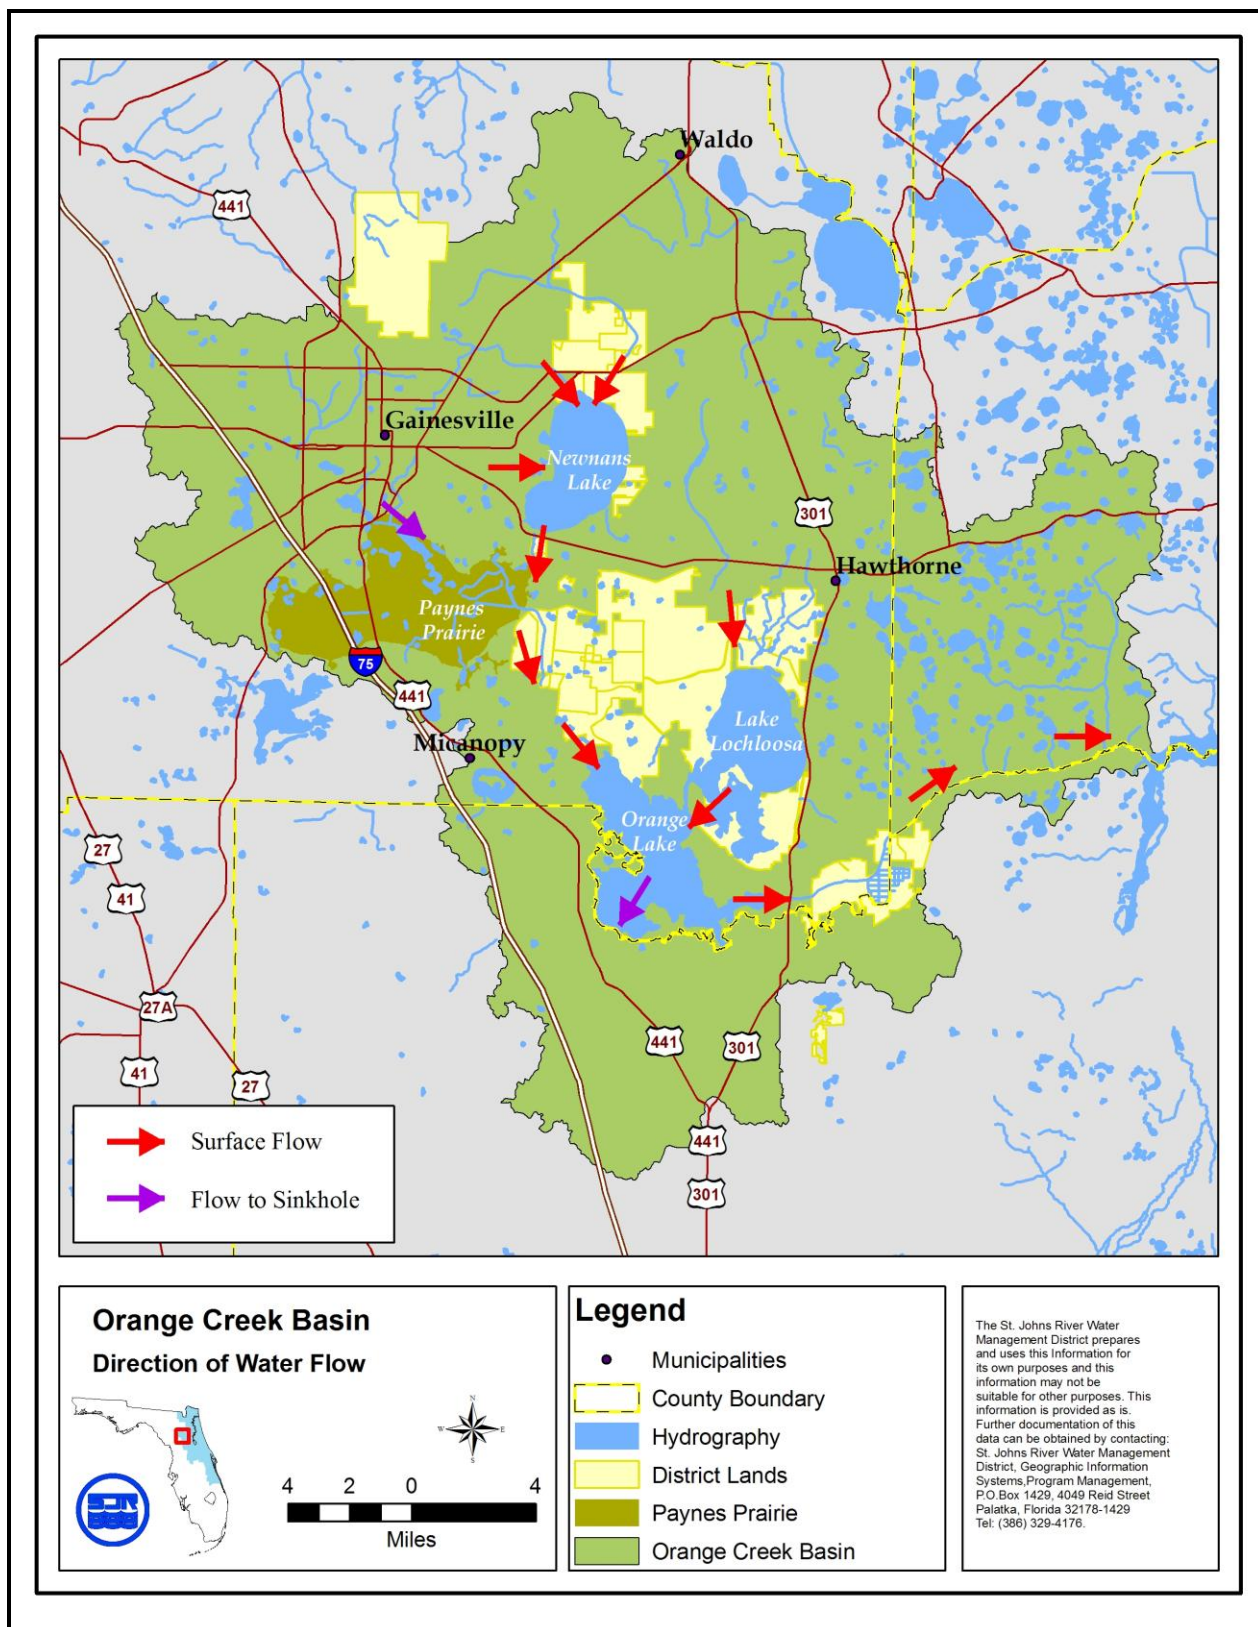 Waldo
441
Gainesville
Newnans
Lake
301
Hawthorne
Paynes
Prairie
75
441
Lake
Lochloosa
Micanopy
Orange
Lake
27
41
27A
441
301
41
27
441
301
Surface Flow
Flow to Sinkhole
Orange Creek Basin
Direction of Water Flow
N
W
E
S
SJR
4
2
0
4
Miles
Legend
Municipalities
County Boundary
Hydrography
District Lands
Paynes Prairie
Orange Creek Basin
The St. Johns River Water
Management District prepares
and uses this Information for
its own purposes and this
information may not be
suitable for other purposes. This
information is provided as is.
Further documentation of this
data can be obtained by contacting:
St. Johns River Water Management
District, Geographic Information
Systems,Program Management,
P.O.Box 1429, 4049 Reid Street
Palatka, Florida 32178-1429
Tel: (386) 329-4176.